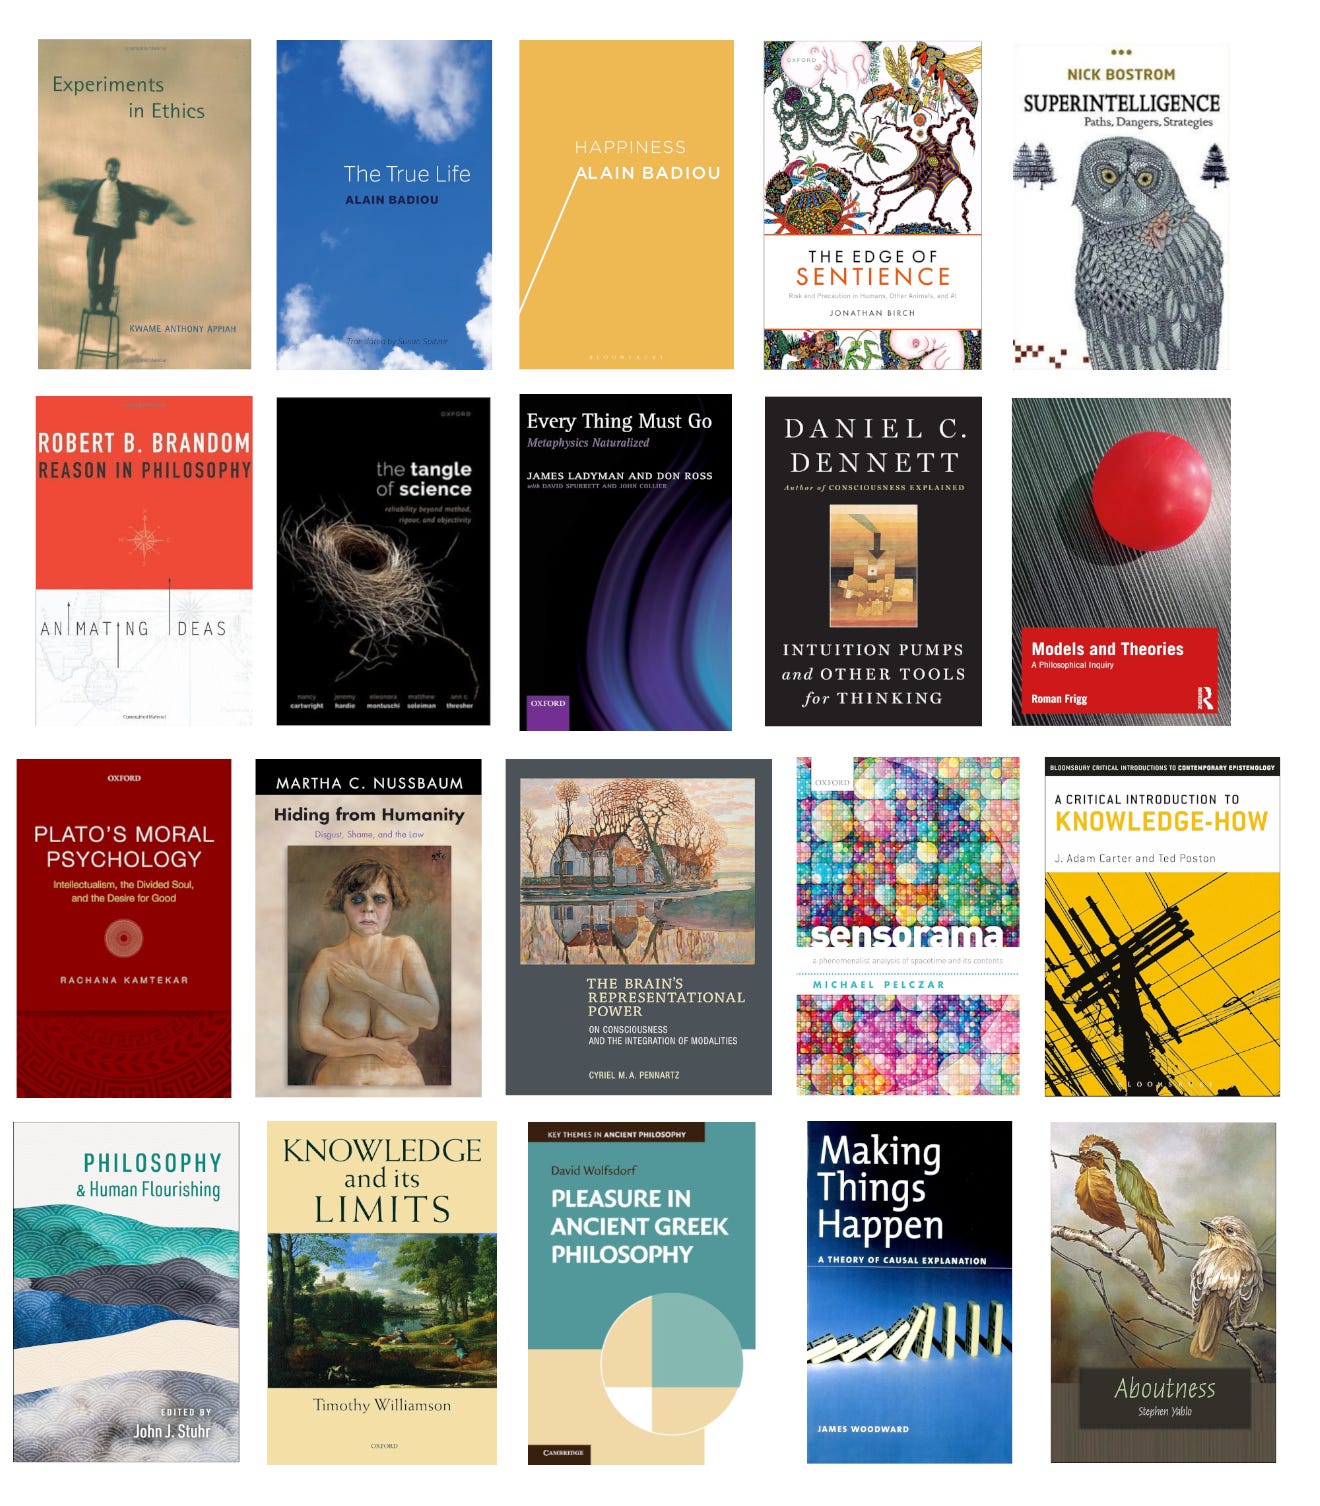 Experiments
in Ethics
KWAME ANTHONY APPIAH
The True Life
ALAIN BADIOU
Translated by Susan Spitzer
HAPPINESS
ALAIN BADIOU
BLOOMSBURY
OXFORD
THE EDGE OF
SENTIENCE
Risk and Precaution in Humans, Other Animals, and AI
JONATHAN BIRCH
NICK BOSTROM
SUPERINTELLIGENCE
Paths, Dangers, Strategies
ROBERT B. BRANDOM
REASON IN PHILOSOPHY
ANIMATING IDEAS
Copyrighted Material
OXFORD
the tangle
of science
reliability beyond method,
rigour, and objectivity
nancy jeremy eleonora matthew ann c
cartwright hardie montuschi soleiman thresher
Every Thing Must Go
Metaphysics Naturalized
JAMES LADYMAN AND DON ROSS
with DAVID SPURRETT AND JOHN COLLIER
OXFORD
DANIEL C.
DENNETT
Author of CONSCIOUSNESS EXPLAINED
INTUITION PUMPS
and OTHER TOOLS
for THINKING
Models and Theories
A Philosophical Inquiry
Roman Frigg
OXFORD
PLATO'S MORAL
PSYCHOLOGY
Intellectualism, the Divided Soul,
and the Desire for Good
RACHANA KAMTEKAR
MARTHA C. NUSSBAUM
Hiding from Humanity
Disgust, Shame, and the Law
THE BRAIN'S
REPRESENTATIONAL
POWER
ON CONSCIOUSNESS
AND THE INTEGRATION OF MODALITIES
CYRIEL M. A. PENNARTZ
OXFORD
sensorama
a phenomenalist analysis of spacetime and its contents
MICHAEL PELCZAR
BLOOMSBURY CRITICAL INTRODUCTIONS TO CONTEMPORARY EPISTEMOLOGY
A CRITICAL INTRODUCTION TO
KNOWLEDGE-HOW
J. Adam Carter and Ted Poston
BLOOMSBURY
PHILOSOPHY
& Human Flourishing
EDITED BY
John J. Stuhr
KNOWLEDGE
and its
LIMITS
Timothy Williamson
OXFORD
KEY THEMES IN ANCIENT PHILOSOPHY
David Wolfsdorf
PLEASURE IN
ANCIENT GREEK
PHILOSOPHY
CAMBRIDGE
Making
Things
Happen
A THEORY OF CAUSAL EXPLANATION
JAMES WOODWARD
Aboutness
Stephen Yablo